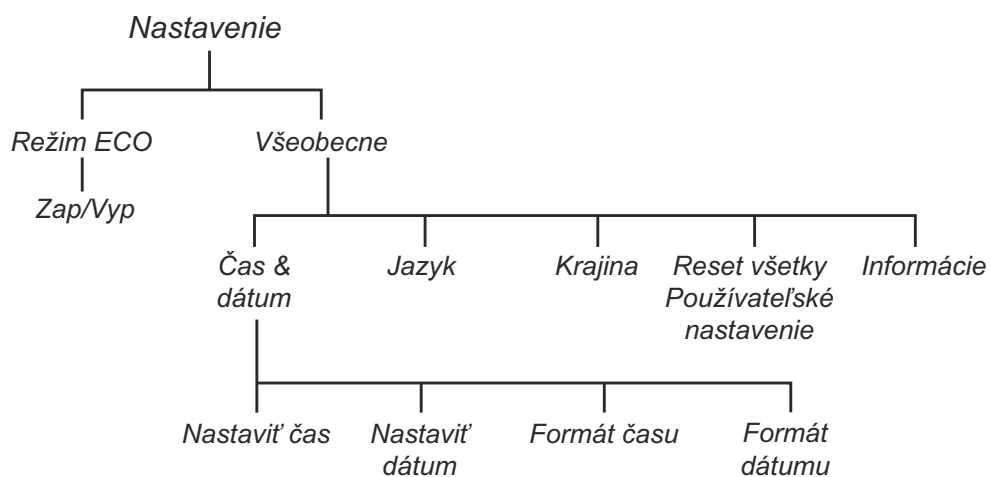 Nastavenie
Režim ECO
Všeobecne
Zap/Vyp
Čas &
dátum
Jazyk
Krajina
Reset všetky
Používateľské
nastavenie
Informácie
Nastaviť čas
Nastaviť
dátum
Formát času
Formát
dátumu